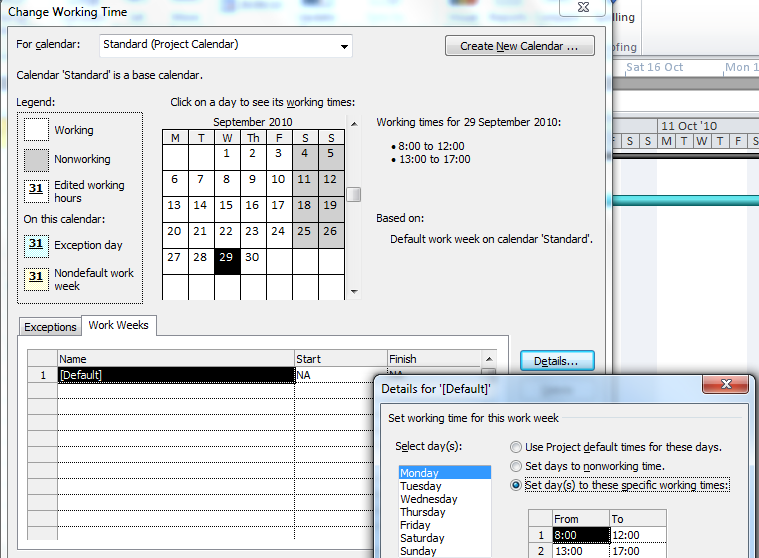 Change Working Time
lling
For calendar: Standard (Project Calendar) Create New Calendar ...
fing
Sat 16 Oct Mon 1
Calendar 'Standard' is a base calendar.
Legend:
Working
Nonworking
31 Edited working hours
On this calendar:
31 Exception day
31 Nondefault work week
Click on a day to see its working times:
September 2010
M T W Th F S S
1 2 3 4 5
6 7 8 9 10 11 12
13 14 15 16 17 18 19
20 21 22 23 24 25 26
27 28 29 30
Working times for 29 September 2010:
• 8:00 to 12:00
• 13:00 to 17:00
Based on:
Default work week on calendar 'Standard'.
11 Oct '10
F S S M T W T F S
Exceptions Work Weeks
Name Start Finish
1 [Default] NA NA
Details...
Details for '[Default]'
Set working time for this work week
Select day(s):
Monday
Tuesday
Wednesday
Thursday
Friday
Saturday
Sunday
Use Project default times for these days.
Set days to nonworking time.
Set day(s) to these specific working times:
From To
1 8:00 12:00
2 13:00 17:00